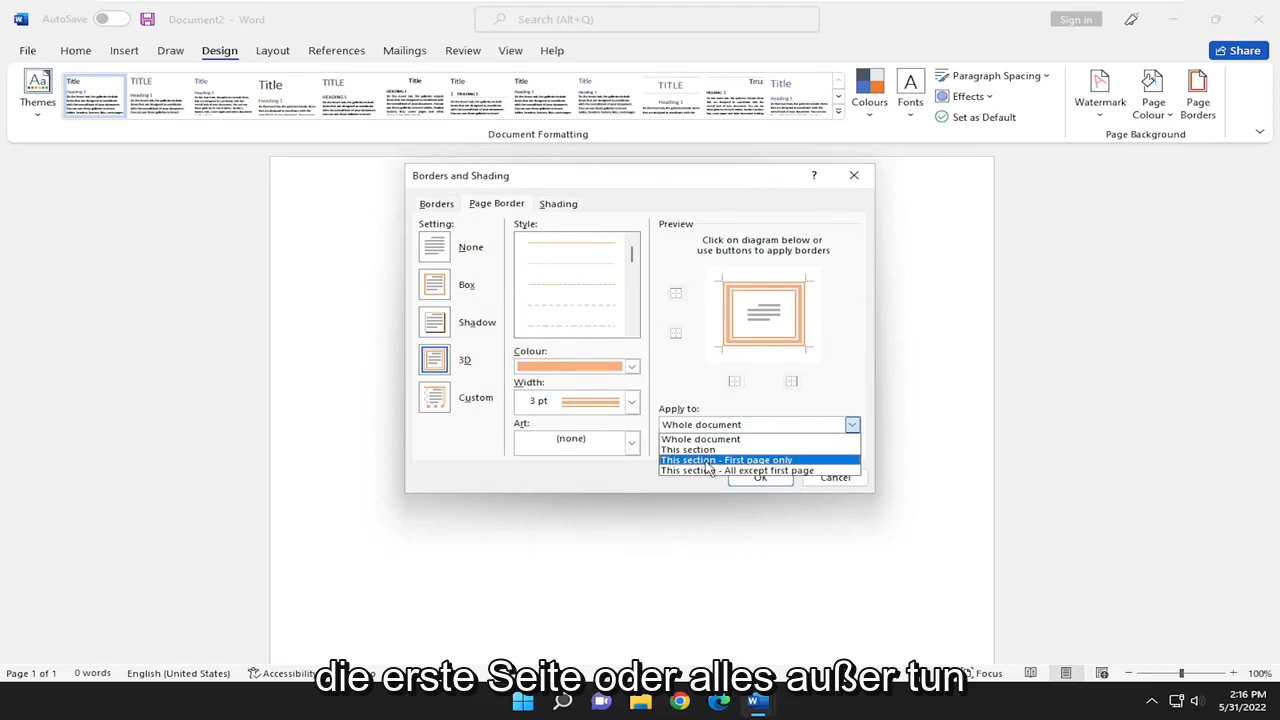 AutoSave
Document2 - Word
Search (Alt+Q)
Sign in
File Home Insert Draw Design Layout References Mailings Review View Help
Share
Themes
Colours
Fonts
Paragraph Spacing
Effects
Set as Default
Watermark
Page Colour
Page Borders
Document Formatting
Page Background
Borders and Shading
Borders Page Border Shading
Setting:
None
Box
Shadow
3D
Custom
Style:
Colour:
Width:
3 pt
Art:
(none)
Preview
Click on diagram below or
use buttons to apply borders
Apply to:
Whole document
Whole document
This section
This section - First page only
This section - All except first page
OK
Cancel
Page 1 of 1 0 words English (United States) Accessibility Focus 100%
die erste Seite oder alles außer tun
2:16 PM
5/31/2022